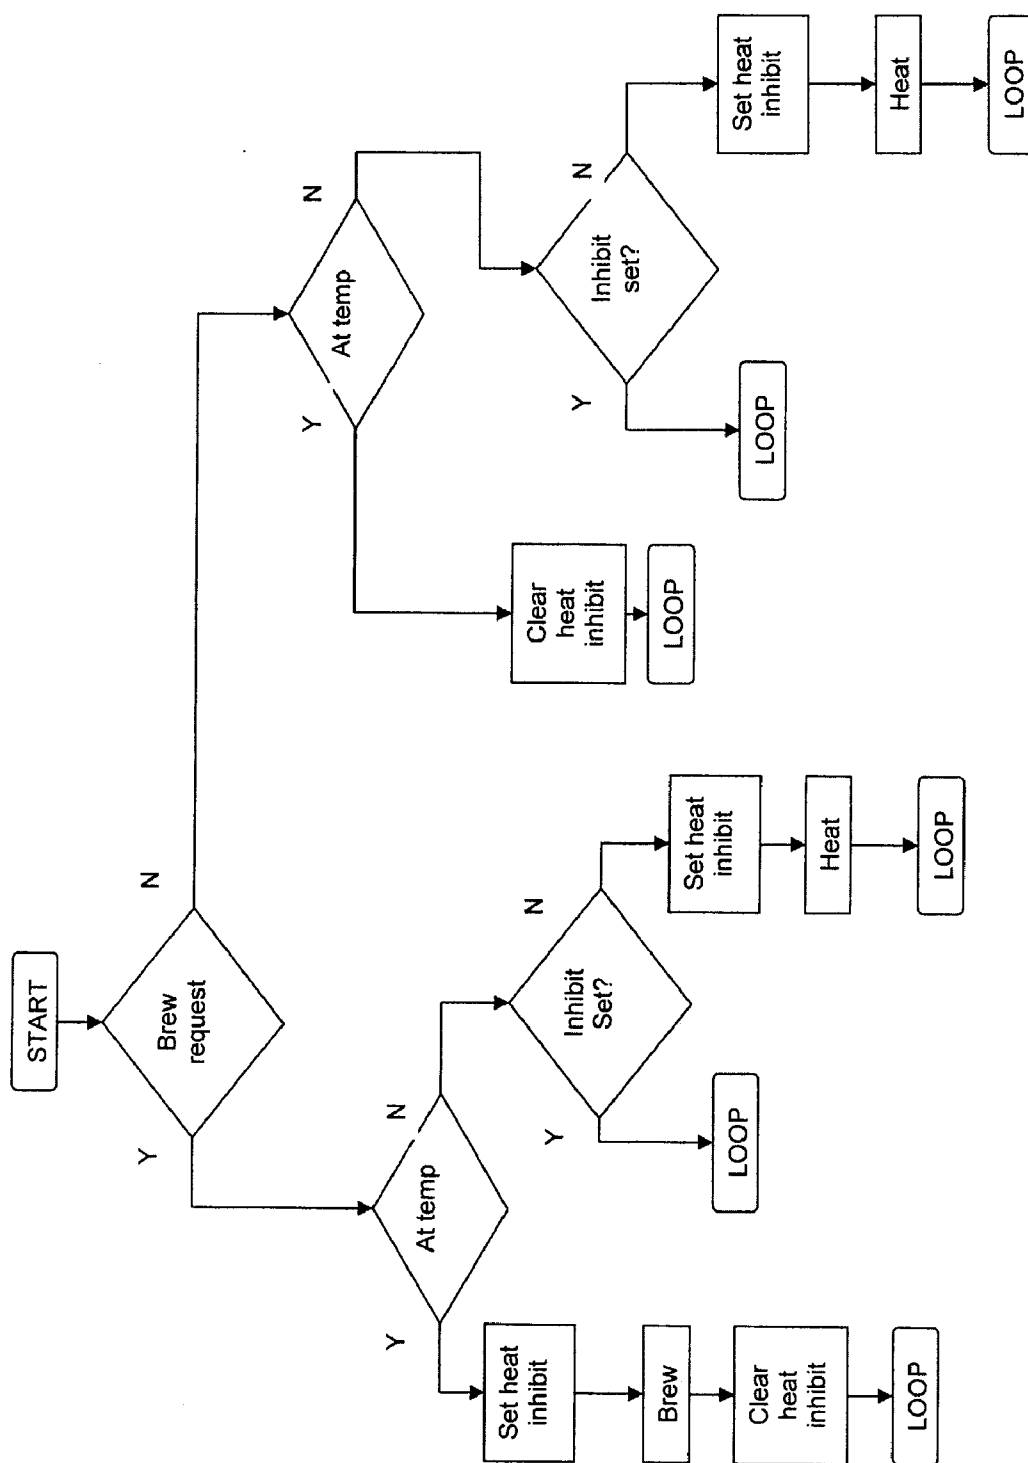 START
Brew
request
Y
N
At temp
Y
N
Set heat
inhibit
Brew
Clear
heat
inhibit
LOOP
Inhibit
Set?
Y
N
LOOP
Set heat
inhibit
Heat
LOOP
At temp
Y
N
Clear
heat
inhibit
LOOP
Inhibit
set?
Y
N
LOOP
Set heat
inhibit
Heat
LOOP